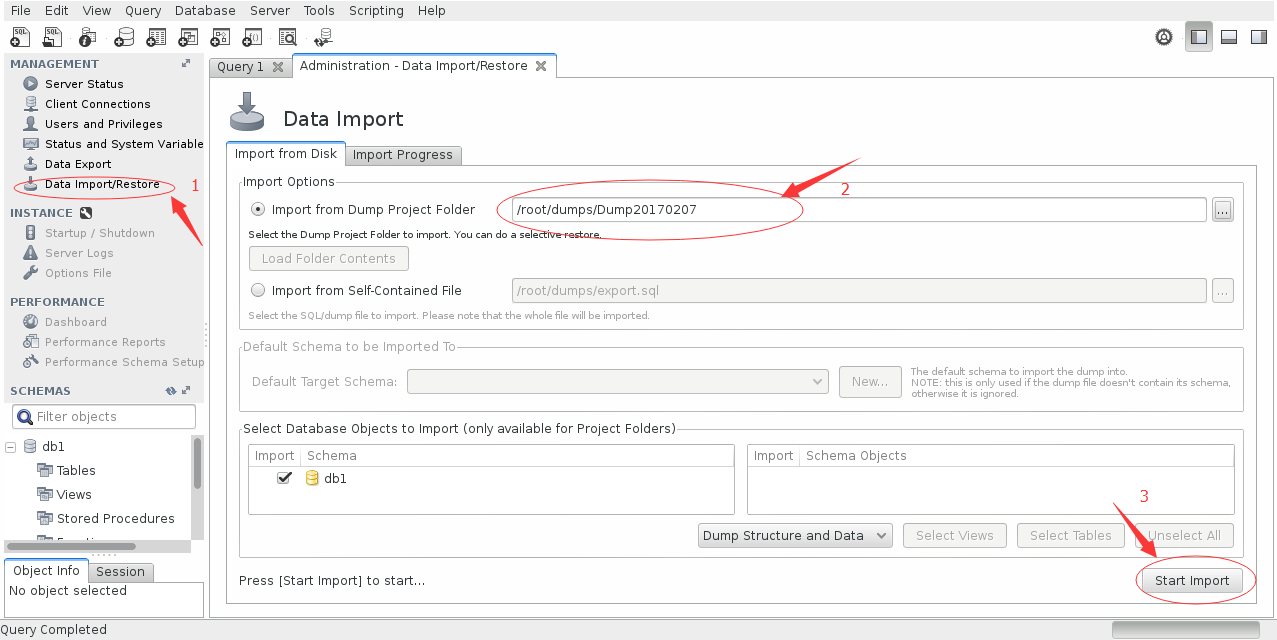 File Edit View Query Database Server Tools Scripting Help
MANAGEMENT
Server Status
Client Connections
Users and Privileges
Status and System Variable
Data Export
Data Import/Restore
1
INSTANCE
Startup / Shutdown
Server Logs
Options File
PERFORMANCE
Dashboard
Performance Reports
Performance Schema Setup
SCHEMAS
Filter objects
db1
Tables
Views
Stored Procedures
Object Info Session
No object selected
Query 1 Administration - Data Import/Restore
Data Import
Import from Disk Import Progress
Import Options
2
Import from Dump Project Folder /root/dumps/Dump20170207 ...
Select the Dump Project Folder to import. You can do a selective restore.
Load Folder Contents
Import from Self-Contained File /root/dumps/export.sql ...
Select the SQL/dump file to import. Please note that the whole file will be imported.
Default Schema to be Imported To
Default Target Schema: New...
The default schema to import the dump into.
NOTE: this is only used if the dump file doesn't contain its schema,
otherwise it is ignored.
Select Database Objects to Import (only available for Project Folders)
Import Schema Import Schema Objects
db1
3
Dump Structure and Data Select Views Select Tables Unselect All
Press [Start Import] to start... Start Import
Query Completed